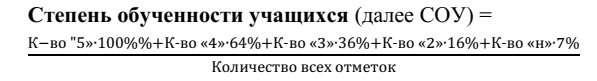 Степень обученности учащихся (далее СОУ) =
К−во "5»·100%%+К-во «4»·64%+К-во «3»·36%+К-во «2»·16%+К-во «н»·7%
Количество всех отметок